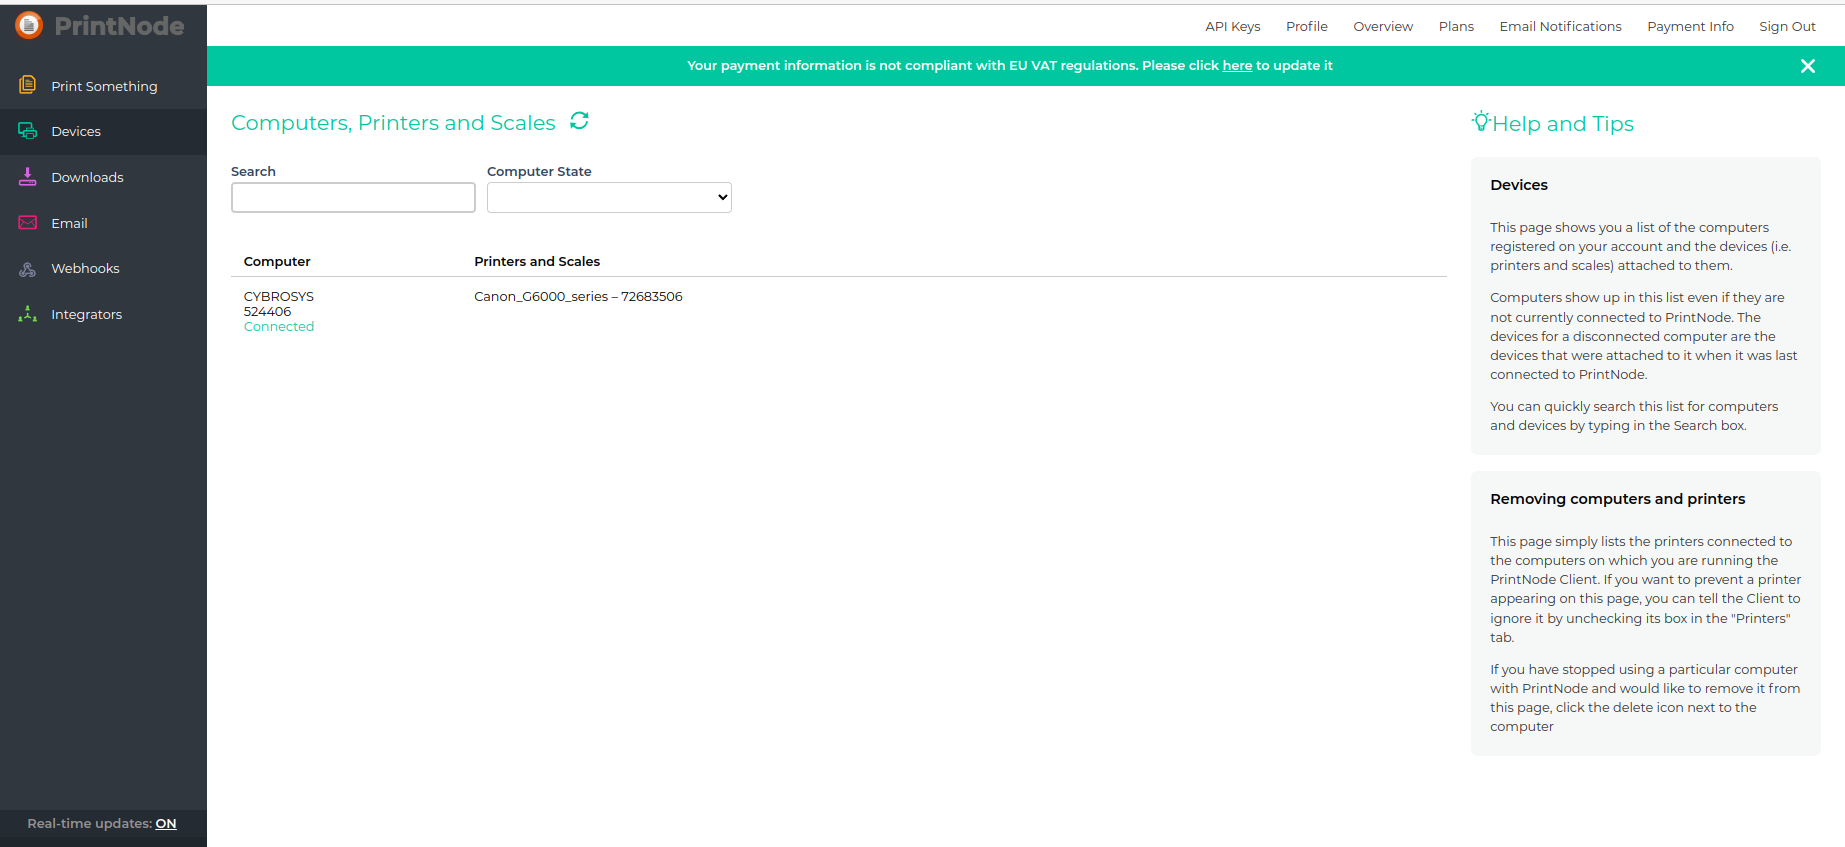 PrintNode
API Keys Profile Overview Plans Email Notifications Payment Info Sign Out
Your payment information is not compliant with EU VAT regulations. Please click here to update it
Print Something
Devices
Downloads
Email
Webhooks
Integrators
Real-time updates: ON
Computers, Printers and Scales
Search Computer State
Computer Printers and Scales
CYBROSYS Canon_G6000_series – 72683506
524406
Connected
Help and Tips
Devices
This page shows you a list of the computers
registered on your account and the devices (i.e.
printers and scales) attached to them.
Computers show up in this list even if they are
not currently connected to PrintNode. The
devices for a disconnected computer are the
devices that were attached to it when it was last
connected to PrintNode.
You can quickly search this list for computers
and devices by typing in the Search box.
Removing computers and printers
This page simply lists the printers connected to
the computers on which you are running the
PrintNode Client. If you want to prevent a printer
appearing on this page, you can tell the Client to
ignore it by unchecking its box in the "Printers"
tab.
If you have stopped using a particular computer
with PrintNode and would like to remove it from
this page, click the delete icon next to the
computer